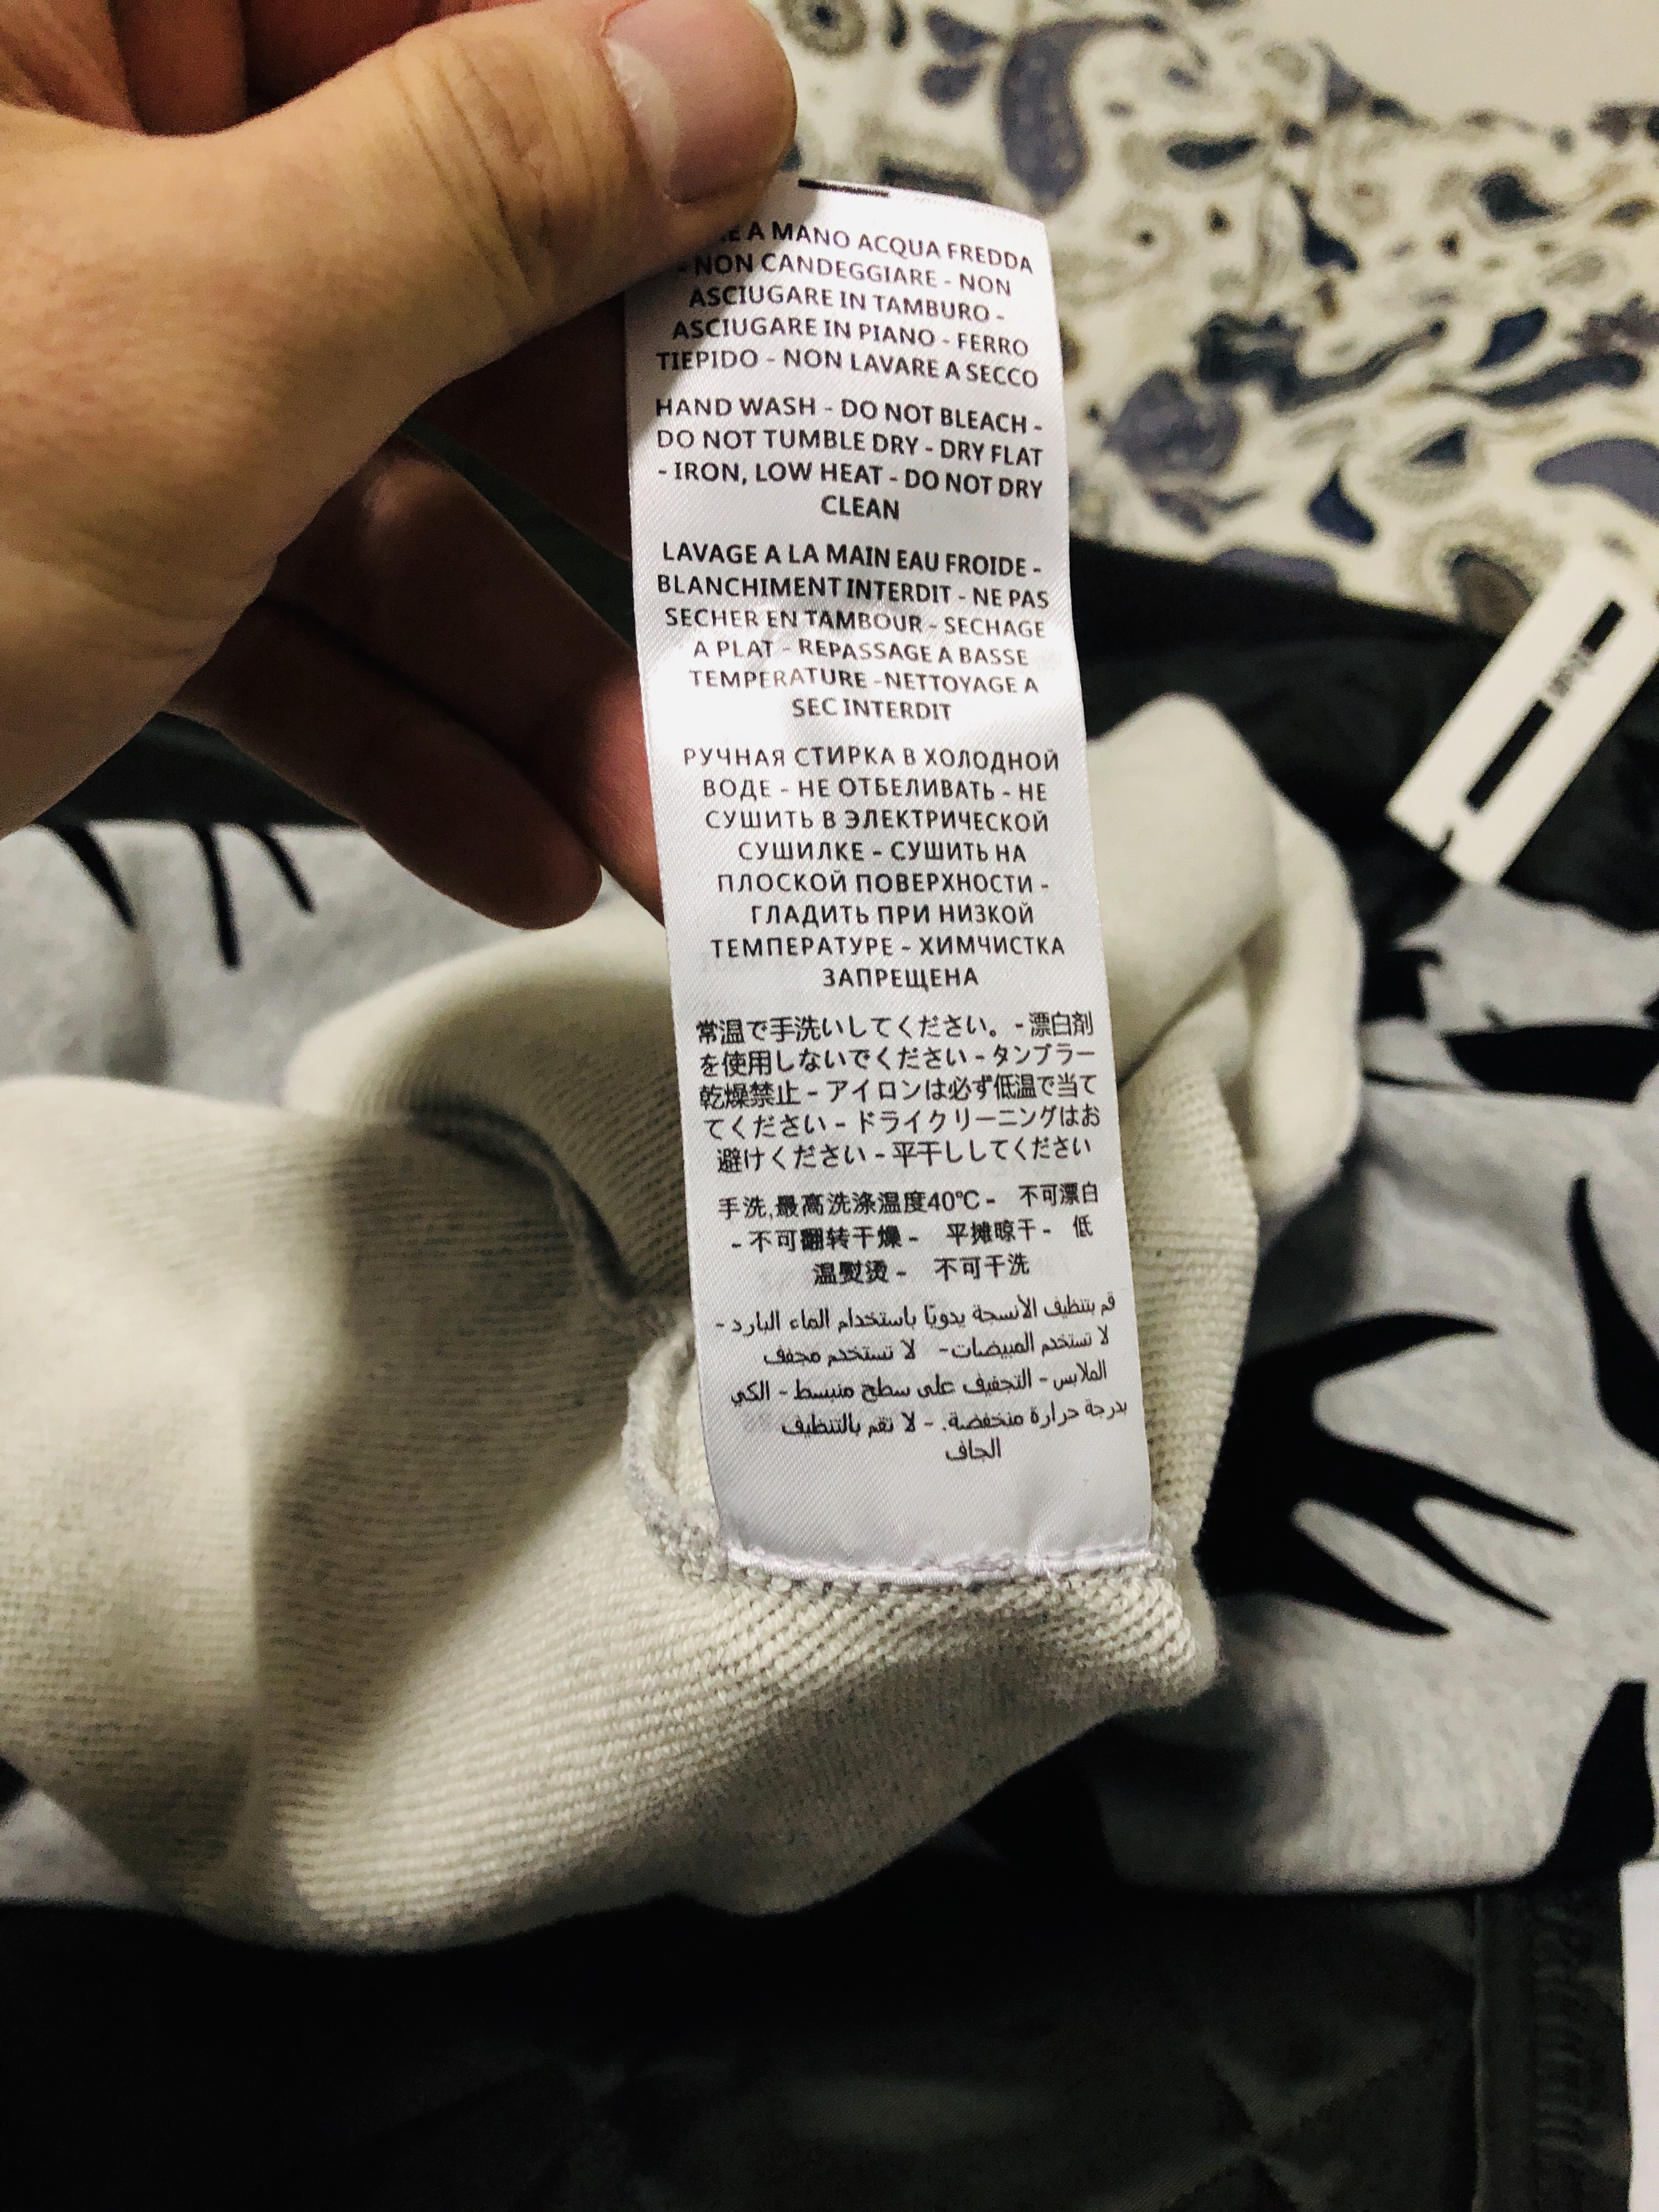 A MANO ACQUA FREDDA
- NON CANDEGGIARE - NON
ASCIUGARE IN TAMBURO -
ASCIUGARE IN PIANO - FERRO
TIEPIDO - NON LAVARE A SECCO
HAND WASH - DO NOT BLEACH -
DO NOT TUMBLE DRY - DRY FLAT
- IRON, LOW HEAT - DO NOT DRY
CLEAN
LAVAGE A LA MAIN EAU FROIDE -
BLANCHIMENT INTERDIT - NE PAS
SECHER EN TAMBOUR - SECHAGE
A PLAT - REPASSAGE A BASSE
TEMPERATURE -NETTOYAGE A
SEC INTERDIT
РУЧНАЯ СТИРКА В ХОЛОДНОЙ
ВОДЕ - НЕ ОТБЕЛИВАТЬ - НЕ
СУШИТЬ В ЭЛЕКТРИЧЕСКОЙ
СУШИЛКЕ - СУШИТЬ НА
ПЛОСКОЙ ПОВЕРХНОСТИ -
ГЛАДИТЬ ПРИ НИЗКОЙ
ТЕМПЕРАТУРЕ - ХИМЧИСТКА
ЗАПРЕЩЕНА
常温で手洗いしてください。- 漂白剤
を使用しないでください - タンブラー
乾燥禁止 - アイロンは必ず低温で当て
てください - ドライクリーニングはお
避けください - 平干ししてください
手洗,最高洗涤温度40℃ - 不可漂白
- 不可翻转干燥 - 平摊晾干 - 低
温熨烫 - 不可干洗
قم بتنظيف الأنسجة يدويًا باستخدام الماء البارد -
لا تستخدم المبيضات- لا تستخدم مجفف
الملابس - التجفيف على سطح منبسط - الكي
بدرجة حرارة منخفضة. - لا تقم بالتنظيف
الجاف